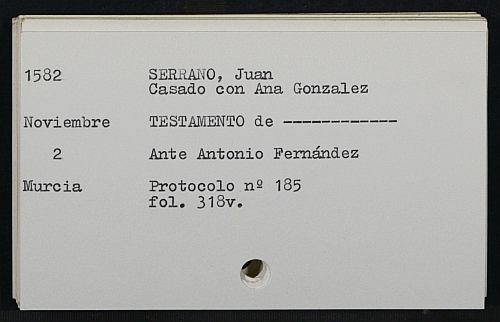 1582 SERRANO, Juan
Casado con Ana Gonzalez
Noviembre TESTAMENTO de ------------
2 Ante Antonio Fernández
Murcia Protocolo nº 185
fol. 318v.